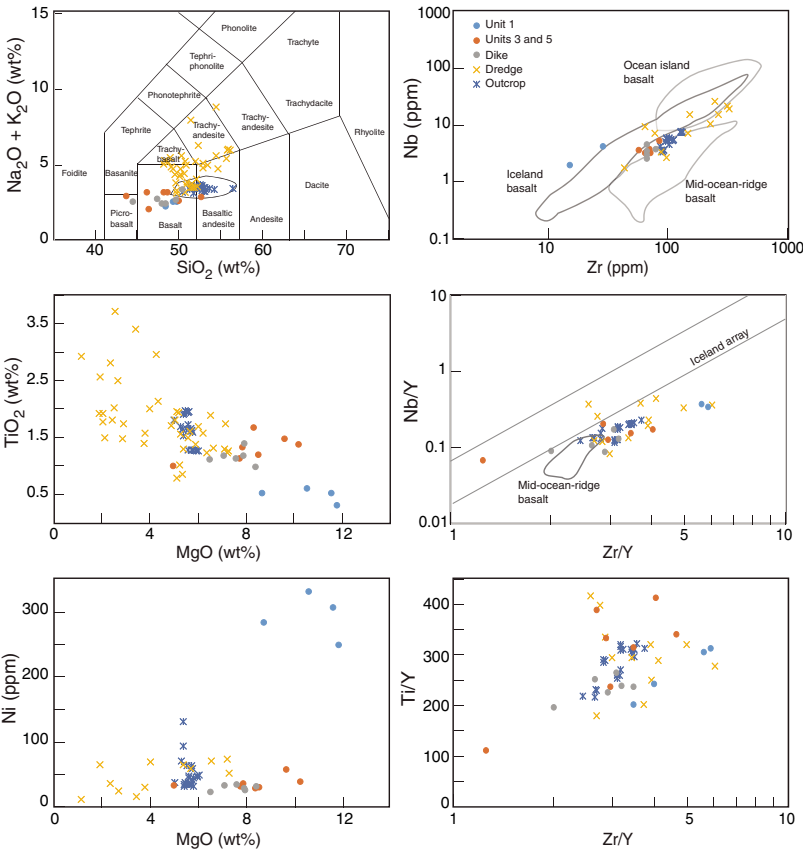 15
10
5
0
Na2O + K2O (wt%)
Phonolite
Trachyte
Tephri-
phonolite
Phonotephrite
Trachydacite
Tephrite
Trachy-
andesite
Trachy-
andesite
Trachy-
basalt
Rhyolite
Foidite
Basanite
Dacite
Picro-
basalt
Basalt
Basaltic
andesite
Andesite
40
50
60
70
SiO2 (wt%)
1000
100
10
1
0.1
Nb (ppm)
Unit 1
Units 3 and 5
Dike
Dredge
Outcrop
Ocean island
basalt
Iceland
basalt
Mid-ocean-ridge
basalt
10
100
1000
Zr (ppm)
3.5
2.5
1.5
0.5
TiO2 (wt%)
0
4
8
12
MgO (wt%)
10
1
0.1
0.01
Nb/Y
Iceland array
Mid-ocean-ridge
basalt
1
5
10
Zr/Y
300
200
100
0
Ni (ppm)
0
4
8
12
MgO (wt%)
400
300
200
100
0
Ti/Y
1
5
10
Zr/Y